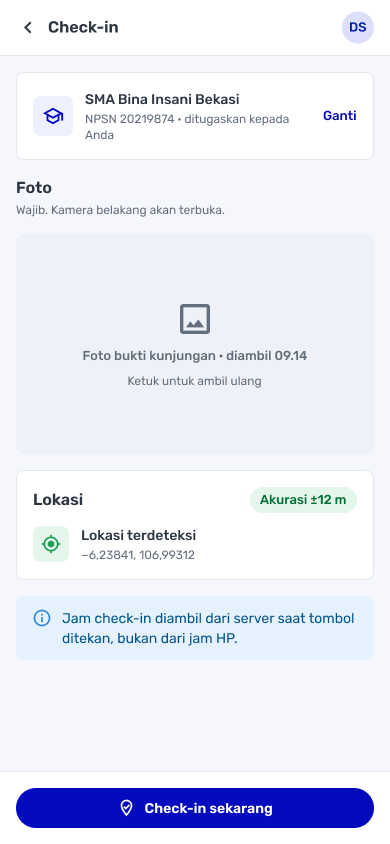 Check-in
DS
SMA Bina Insani Bekasi
NPSN 20219874 • ditugaskan kepada
Anda
Ganti
Foto
Wajib. Kamera belakang akan terbuka.
Foto bukti kunjungan • diambil 09.14
Ketuk untuk ambil ulang
Lokasi
Akurasi ±12 m
Lokasi terdeteksi
−6,23841, 106,99312
Jam check-in diambil dari server saat tombol
ditekan, bukan dari jam HP.
Check-in sekarang